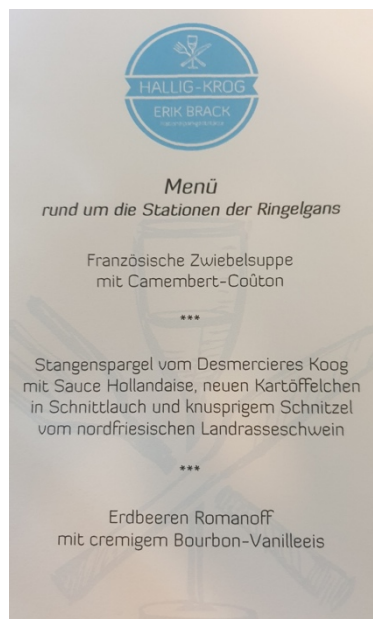 HALLIG-KROG
ERIK BRACK
Menü
rund um die Stationen der Ringelgans
Französische Zwiebelsuppe
mit Camembert-Coûton
***
Stangenspargel vom Desmercieres Koog
mit Sauce Hollandaise, neuen Kartöffelchen
in Schnittlauch und knusprigem Schnitzel
vom nordfriesischen Landrasseschwein
***
Erdbeeren Romanoff
mit cremigem Bourbon-Vanilleeis